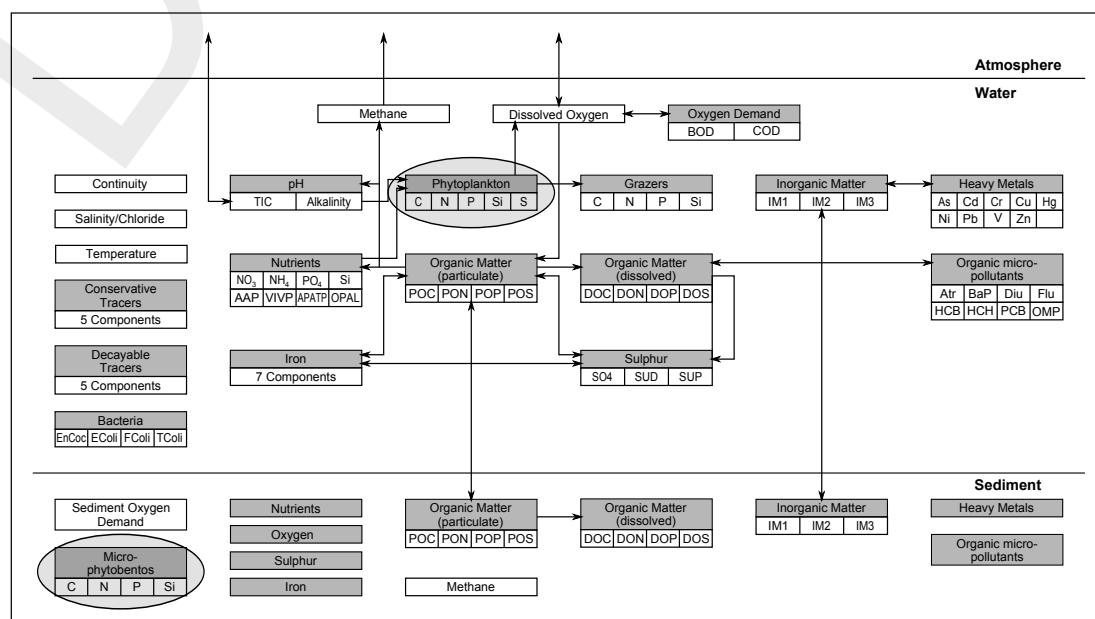 Atmosphere
Water
Methane
Dissolved Oxygen
Oxygen Demand
BOD COD
Continuity
pH
TIC Alkalinity
Phytoplankton
C N P Si S
Grazers
C N P Si
Inorganic Matter
IM1 IM2 IM3
Heavy Metals
As Cd Cr Cu Hg
Ni Pb V Zn
Salinity/Chloride
Temperature
Nutrients
NO3 NH4 PO4 Si
AAP VIVP APATP OPAL
Organic Matter
(particulate)
POC PON POP POS
Organic Matter
(dissolved)
DOC DON DOP DOS
Organic micro-
pollutants
Atr BaP Diu Flu
HCB HCH PCB OMP
Conservative
Tracers
5 Components
Decayable
Tracers
5 Components
Iron
7 Components
Sulphur
SO4 SUD SUP
Bacteria
EnCoc EColi FColi TColi
Sediment
Sediment Oxygen
Demand
Nutrients
Oxygen
Sulphur
Iron
Organic Matter
(particulate)
POC PON POP POS
Organic Matter
(dissolved)
DOC DON DOP DOS
Inorganic Matter
IM1 IM2 IM3
Heavy Metals
Organic micro-
pollutants
Micro-
phytobentos
C N P Si
Methane